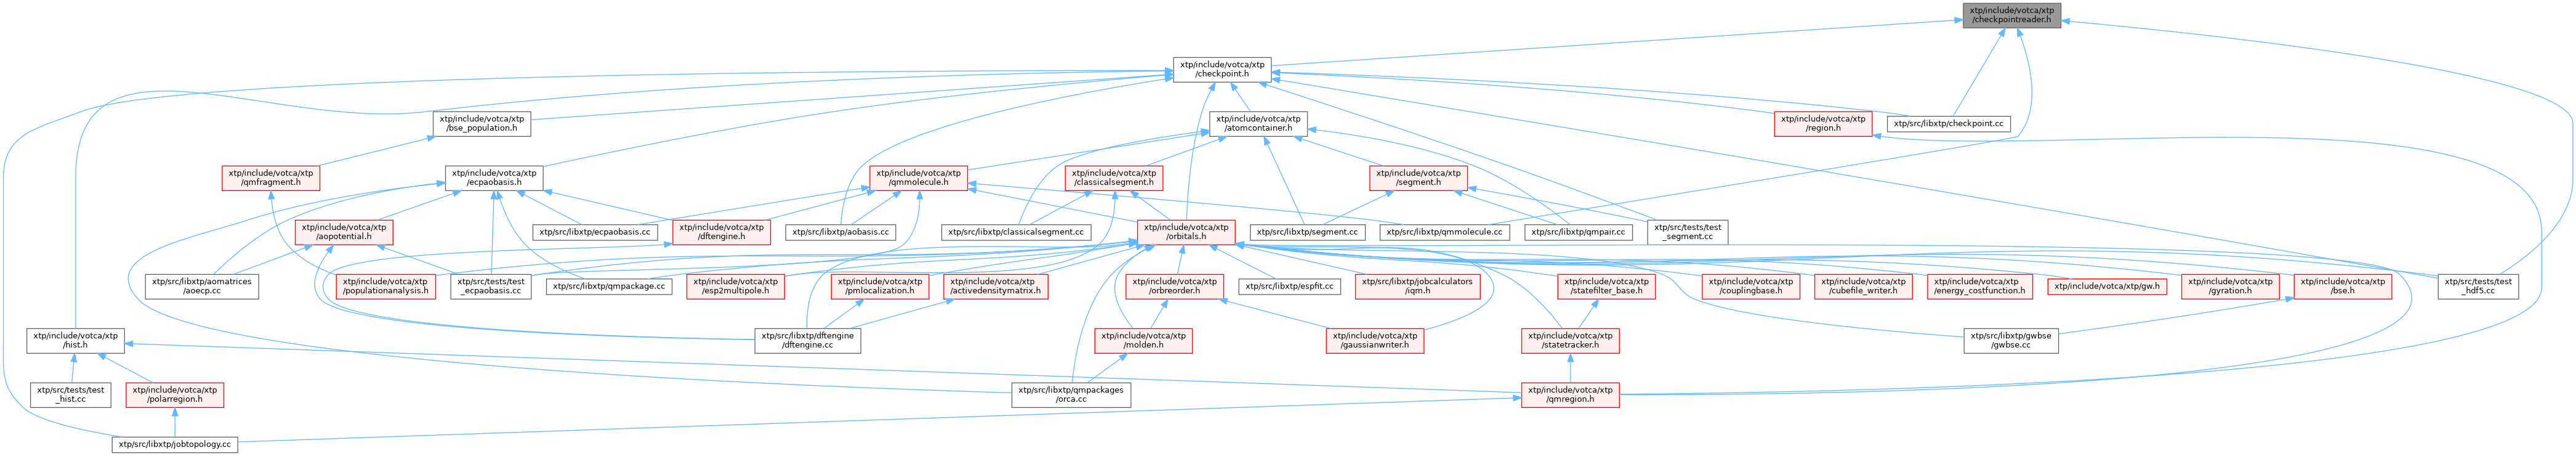 xtp/include/votca/xtp
/checkpointreader.h
xtp/include/votca/xtp
/checkpoint.h
xtp/include/votca/xtp
/bse_population.h
xtp/include/votca/xtp
/atomcontainer.h
xtp/include/votca/xtp
/region.h
xtp/src/libxtp/checkpoint.cc
xtp/include/votca/xtp
/qmfragment.h
xtp/include/votca/xtp
/ecpaobasis.h
xtp/include/votca/xtp
/qmmolecule.h
xtp/include/votca/xtp
/classicalsegment.h
xtp/include/votca/xtp
/segment.h
xtp/include/votca/xtp
/aopotential.h
xtp/src/libxtp/ecpaobasis.cc
xtp/include/votca/xtp
/dftengine.h
xtp/src/libxtp/aobasis.cc
xtp/src/libxtp/classicalsegment.cc
xtp/include/votca/xtp
/orbitals.h
xtp/src/libxtp/segment.cc
xtp/src/libxtp/qmmolecule.cc
xtp/src/libxtp/qmpair.cc
xtp/src/tests/test
_segment.cc
xtp/src/libxtp/aomatrices
/aoecp.cc
xtp/include/votca/xtp
/populationanalysis.h
xtp/src/tests/test
_ecpaobasis.cc
xtp/src/libxtp/qmpackage.cc
xtp/include/votca/xtp
/esp2multipole.h
xtp/include/votca/xtp
/pmlocalization.h
xtp/include/votca/xtp
/activedensitymatrix.h
xtp/include/votca/xtp
/orbreorder.h
xtp/src/libxtp/espfit.cc
xtp/src/libxtp/jobcalculators
/iqm.h
xtp/include/votca/xtp
/statefilter_base.h
xtp/include/votca/xtp
/couplingbase.h
xtp/include/votca/xtp
/cubefile_writer.h
xtp/include/votca/xtp
/energy_costfunction.h
xtp/include/votca/xtp/gw.h
xtp/include/votca/xtp
/gyration.h
xtp/include/votca/xtp
/bse.h
xtp/src/tests/test
_hdf5.cc
xtp/include/votca/xtp
/hist.h
xtp/src/libxtp/dftengine
/dftengine.cc
xtp/include/votca/xtp
/molden.h
xtp/include/votca/xtp
/gaussianwriter.h
xtp/include/votca/xtp
/statetracker.h
xtp/src/libxtp/gwbse
/gwbse.cc
xtp/src/tests/test
_hist.cc
xtp/include/votca/xtp
/polarregion.h
xtp/src/libxtp/qmpackages
/orca.cc
xtp/include/votca/xtp
/qmregion.h
xtp/src/libxtp/jobtopology.cc